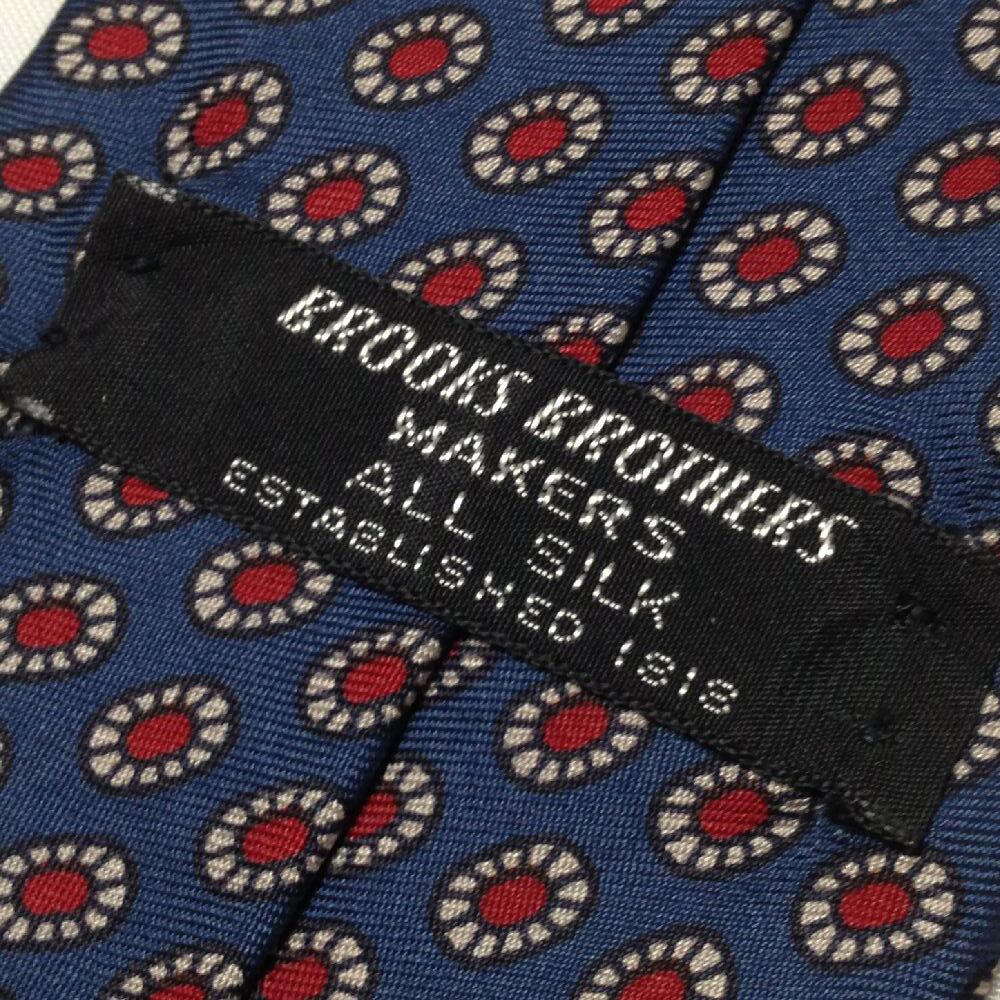 BROOKS BROTHERS
MAKERS
ALL SILK
ESTABLISHED 1818